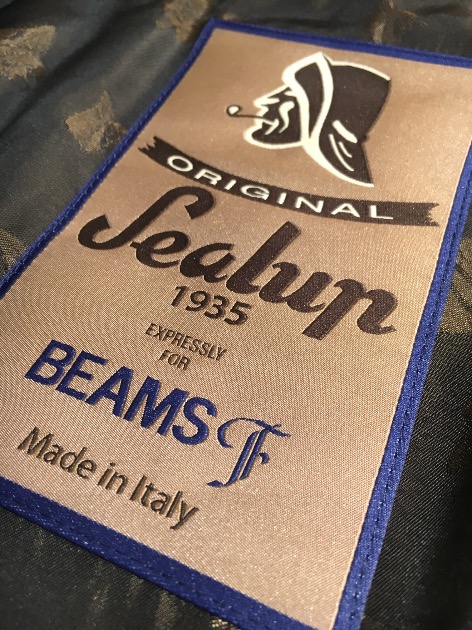 ORIGINAL
Sealup
1935
EXPRESSLY
FOR
BEAMS F
Made in Italy